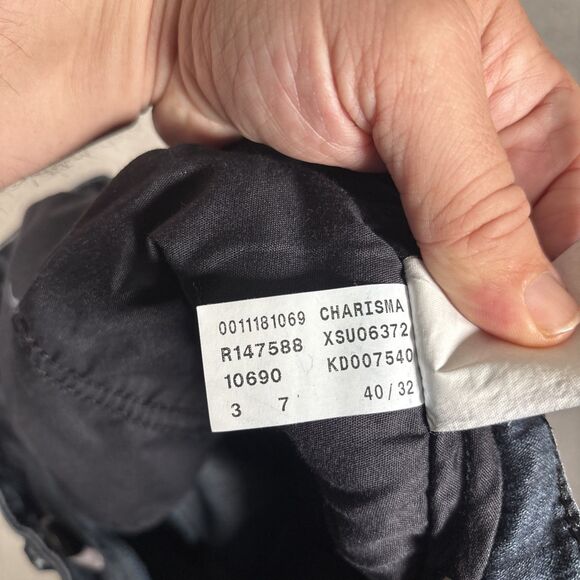 0011181069 CHARISMA
R147588 XSU06372
10690 KD007540
3 7 40/32